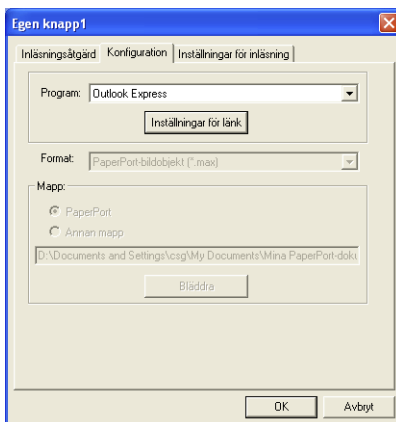 Egen knapp1
Inläsningsåtgärd Konfiguration Inställningar för inläsning
Program: Outlook Express
Inställningar för länk
Format: PaperPort-bildobjekt (*.max)
Mapp:
PaperPort
Annan mapp
D:\Documents and Settings\csg\My Documents\Mina PaperPort-doku
Bläddra
OK Avbryt